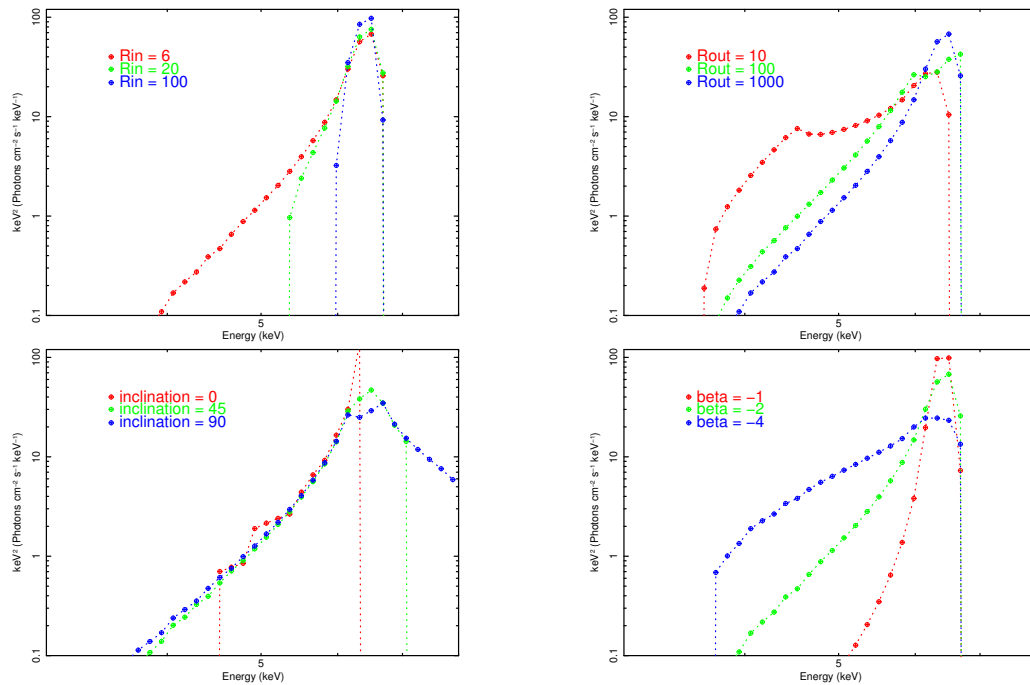 100
10
1
0.1
keV² (Photons cm⁻² s⁻¹ keV⁻¹)
Rin = 6
Rin = 20
Rin = 100
5
Energy (keV)
100
10
1
0.1
keV² (Photons cm⁻² s⁻¹ keV⁻¹)
Rout = 10
Rout = 100
Rout = 1000
5
Energy (keV)
100
10
1
0.1
keV² (Photons cm⁻² s⁻¹ keV⁻¹)
inclination = 0
inclination = 45
inclination = 90
5
Energy (keV)
100
10
1
0.1
keV² (Photons cm⁻² s⁻¹ keV⁻¹)
beta = −1
beta = −2
beta = −4
5
Energy (keV)